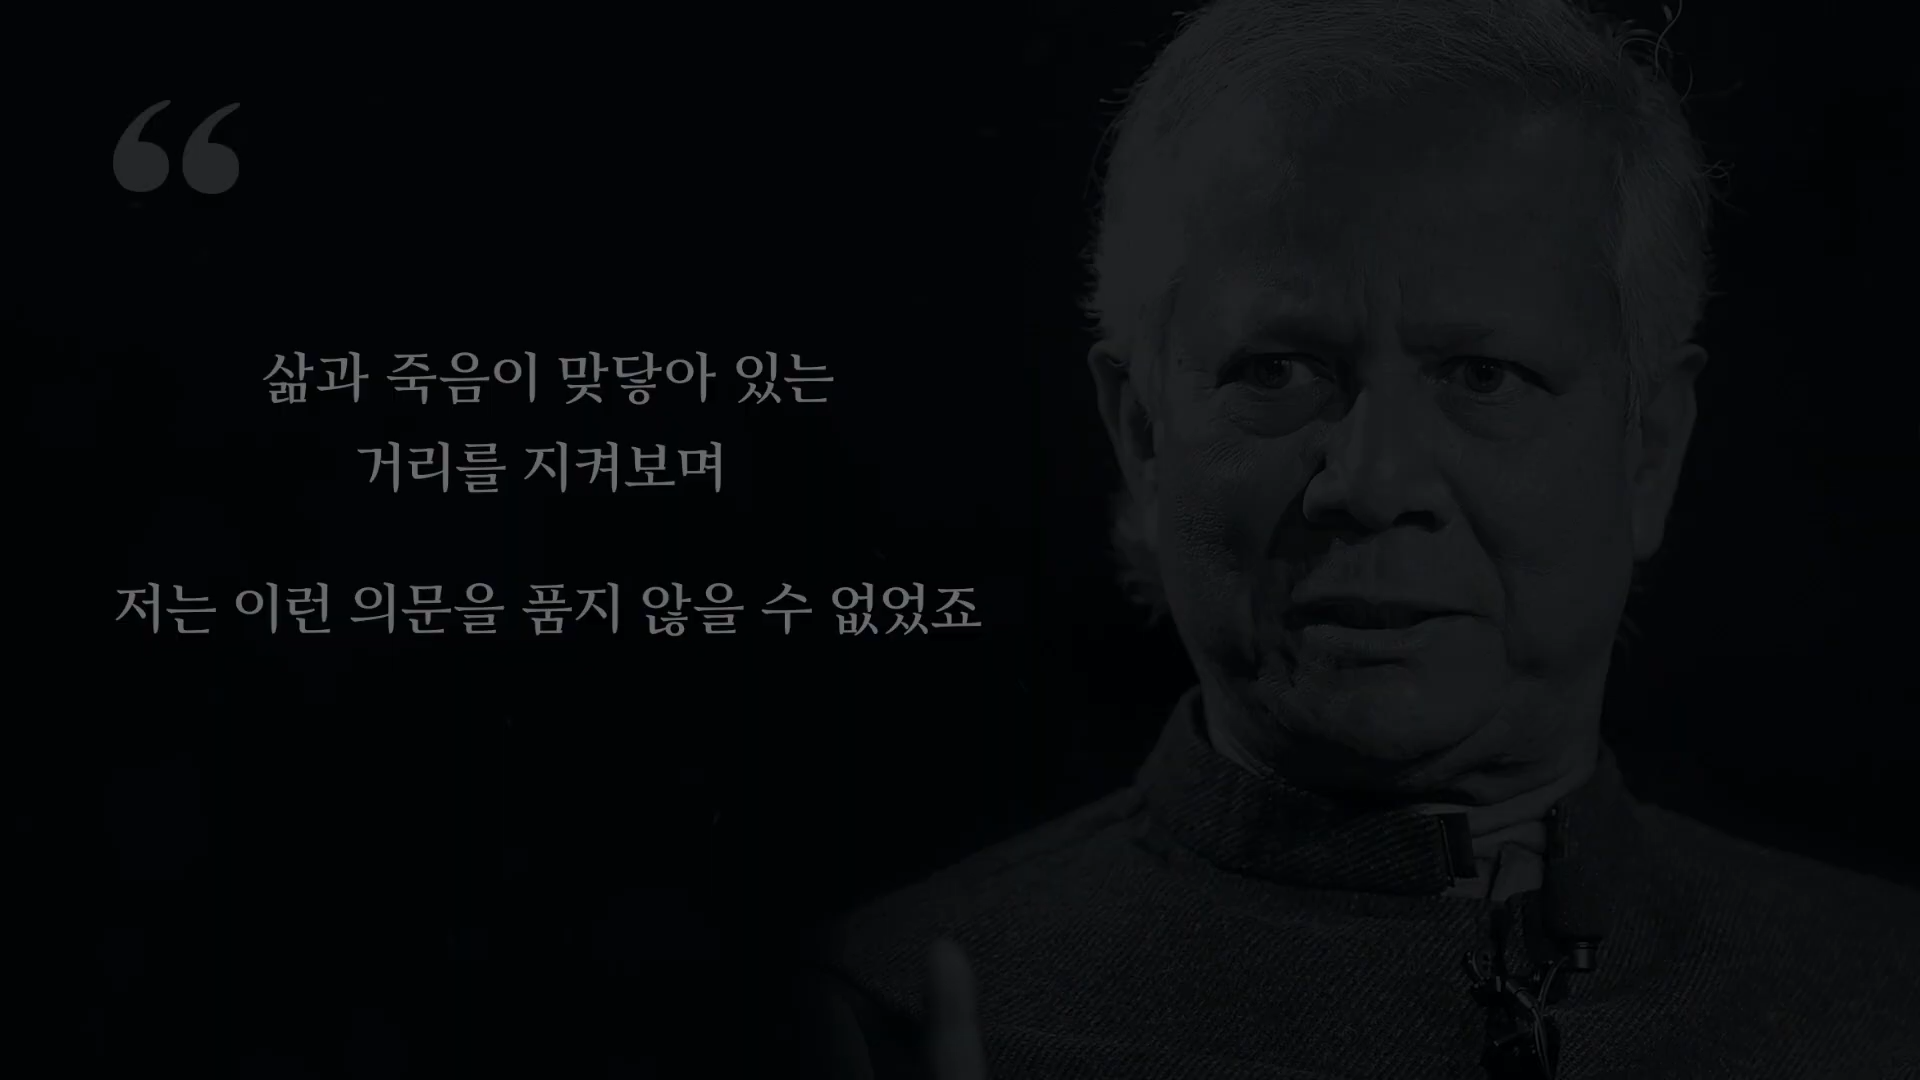 “
삶과 죽음이 맞닿아 있는
거리를 지켜보며
저는 이런 의문을 품지 않을 수 없었죠